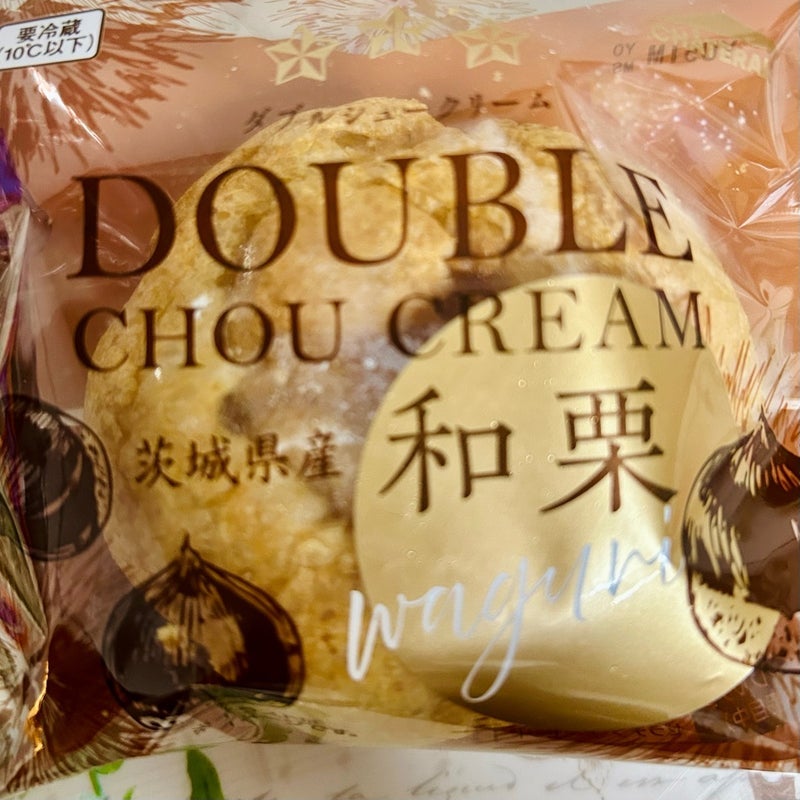 要冷蔵
(10℃以下)
ダブルシュークリーム
DOUBLE
CHOU CREAM
茨城県産
和栗
waguri